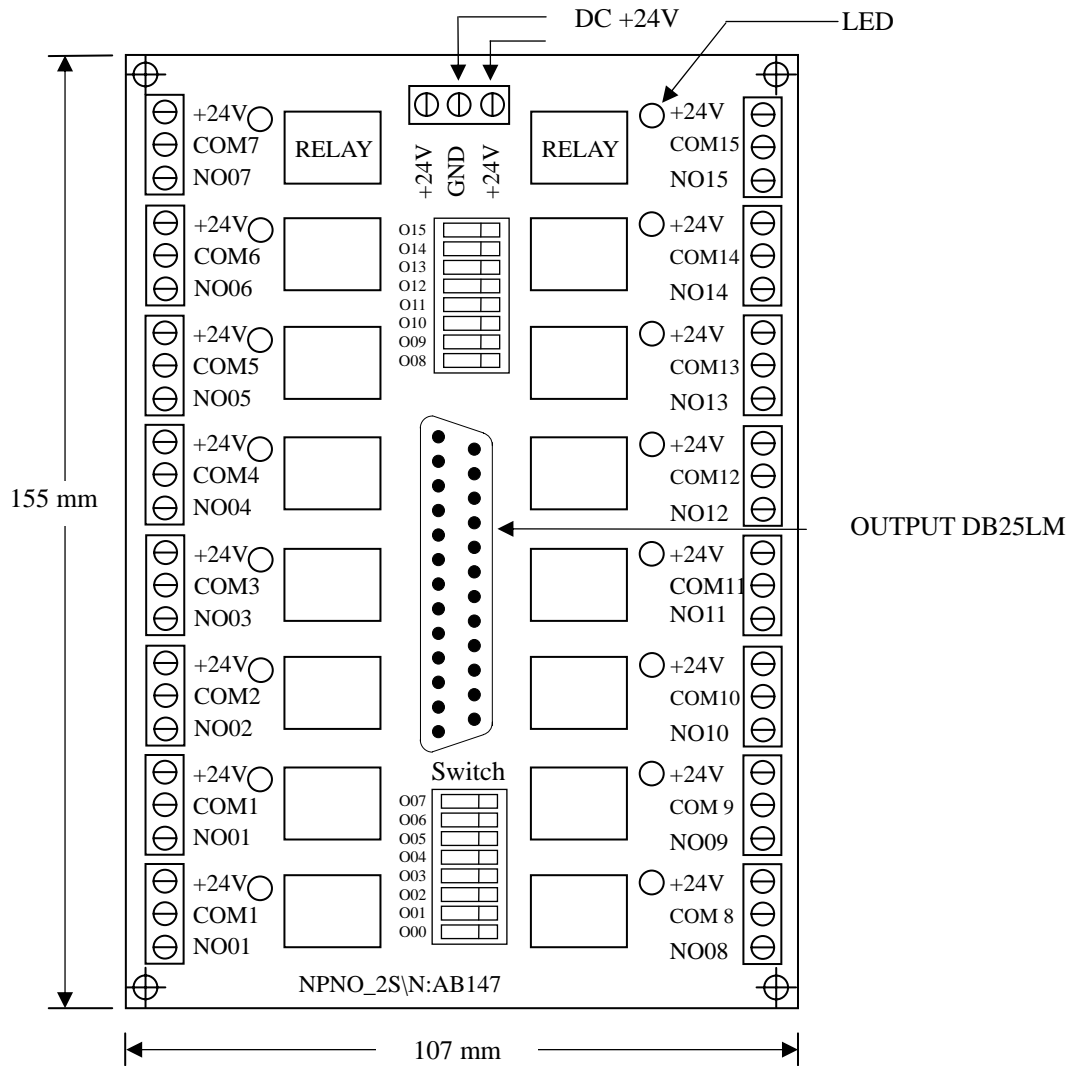 DC +24V
LED
+24V
COM7
NO07
RELAY
+24V
GND
+24V
RELAY
+24V
COM15
NO15
+24V
COM6
NO06
O15
O14
O13
O12
O11
O10
O09
O08
+24V
COM14
NO14
+24V
COM5
NO05
+24V
COM13
NO13
+24V
COM4
NO04
+24V
COM12
NO12
155 mm
OUTPUT DB25LM
+24V
COM3
NO03
+24V
COM11
NO11
+24V
COM2
NO02
+24V
COM10
NO10
Switch
+24V
COM1
NO01
O07
O06
O05
O04
O03
O02
O01
O00
+24V
COM 9
NO09
+24V
COM1
NO01
+24V
COM 8
NO08
NPNO_2S\N:AB147
107 mm